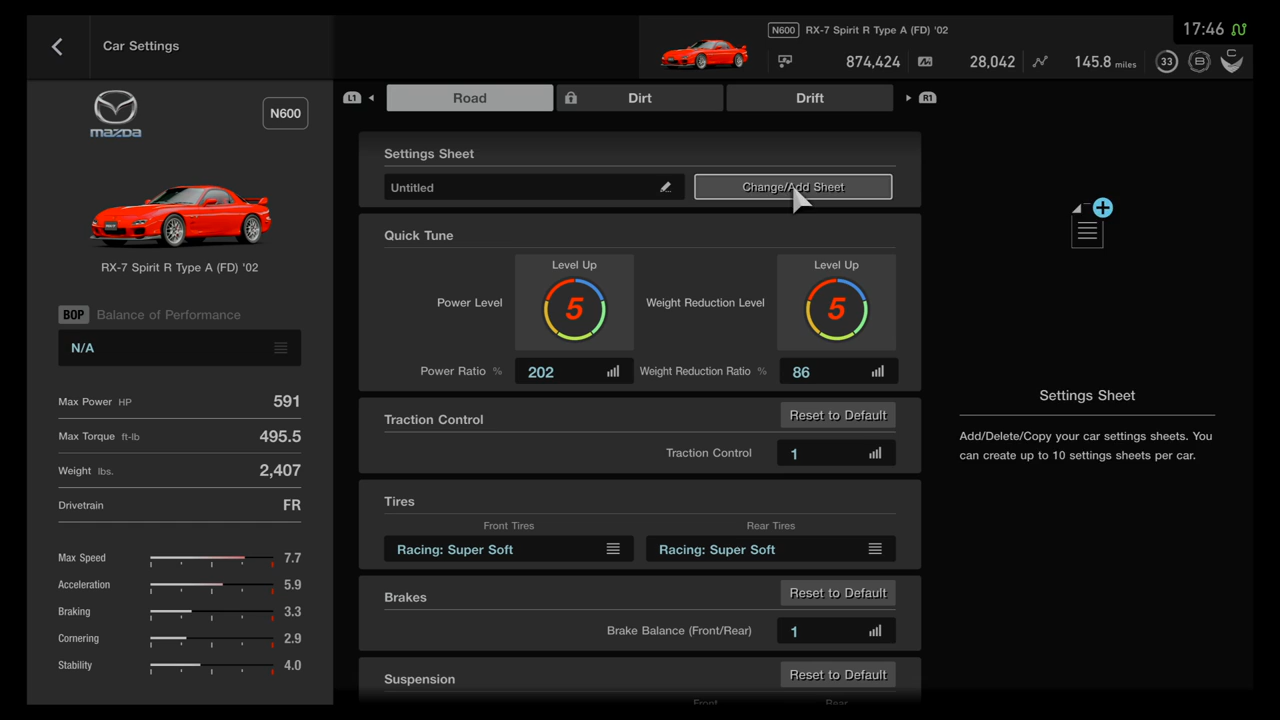 Car Settings
N600 RX-7 Spirit R Type A (FD) '02
17:46
874,424 28,042 145.8 miles 33 B C
L1 Road Dirt Drift R1
mazda
N600
RX-7 Spirit R Type A (FD) '02
BOP Balance of Performance
N/A
Max Power HP 591
Max Torque ft-lb 495.5
Weight lbs. 2,407
Drivetrain FR
Max Speed 7.7
Acceleration 5.9
Braking 3.3
Cornering 2.9
Stability 4.0
Settings Sheet
Untitled Change/Add Sheet
Quick Tune
Level Up Level Up
Power Level 5 Weight Reduction Level 5
Power Ratio % 202 Weight Reduction Ratio % 86
Traction Control Reset to Default
Traction Control 1
Tires
Front Tires Rear Tires
Racing: Super Soft Racing: Super Soft
Brakes Reset to Default
Brake Balance (Front/Rear) 1
Suspension Reset to Default
Front Rear
Settings Sheet
Add/Delete/Copy your car settings sheets. You
can create up to 10 settings sheets per car.